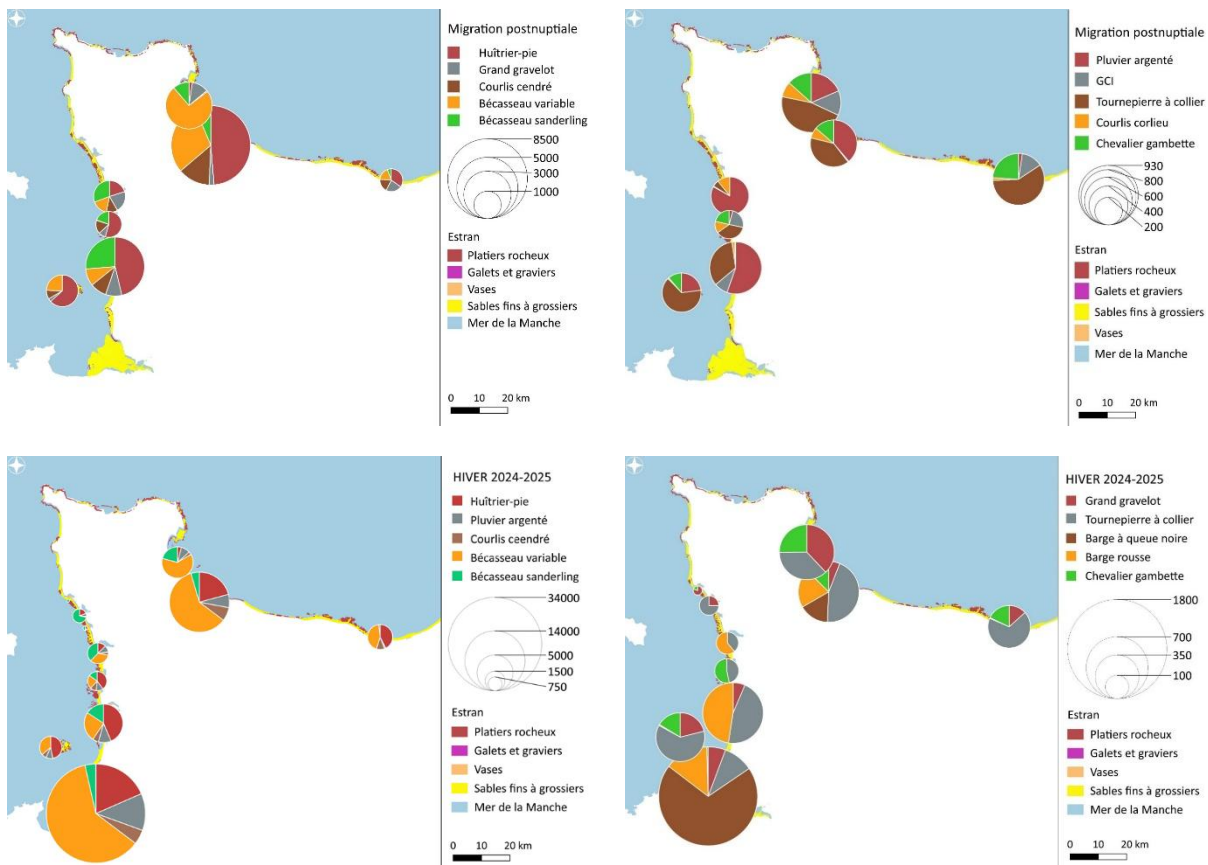 Migration postnuptiale
Huîtrier-pie
Grand gravelot
Courlis cendré
Bécasseau variable
Bécasseau sanderling
8500
5000
3000
1000
Estran
Platiers rocheux
Galets et graviers
Vases
Sables fins à grossiers
Mer de la Manche
0 10 20 km
Migration postnuptiale
Pluvier argenté
GCI
Tournepierre à collier
Courlis corlieu
Chevalier gambette
930
800
600
400
200
Estran
Platiers rocheux
Galets et graviers
Sables fins à grossiers
Vases
Mer de la Manche
0 10 20 km
HIVER 2024-2025
Huîtrier-pie
Pluvier argenté
Courlis ceendré
Bécasseau variable
Bécasseau sanderling
34000
14000
5000
1500
750
Estran
Platiers rocheux
Galets et graviers
Vases
Sables fins à grossiers
Mer de la Manche
0 10 20 km
HIVER 2024-2025
Grand gravelot
Tournepierre à collier
Barge à queue noire
Barge rousse
Chevalier gambette
1800
700
350
100
Estran
Platiers rocheux
Galets et graviers
Vases
Sables fins à grossiers
Mer de la Manche
0 10 20 km